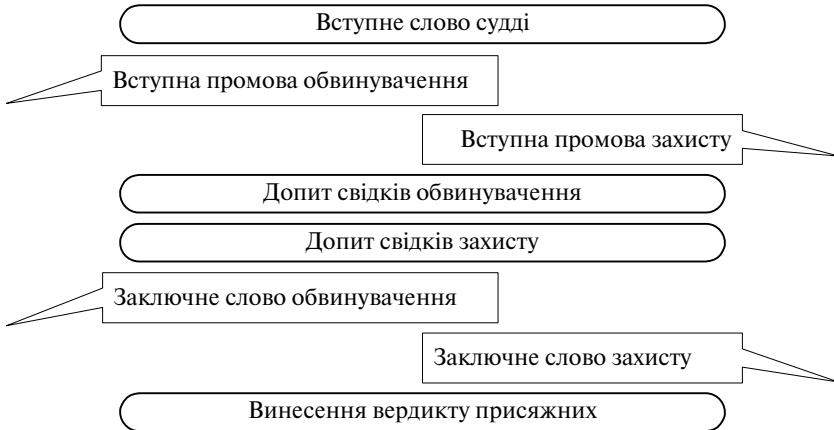 Вступне слово судді
Вступна промова обвинувачення
Вступна промова захисту
Допит свідків обвинувачення
Допит свідків захисту
Заключне слово обвинувачення
Заключне слово захисту
Винесення вердикту присяжних